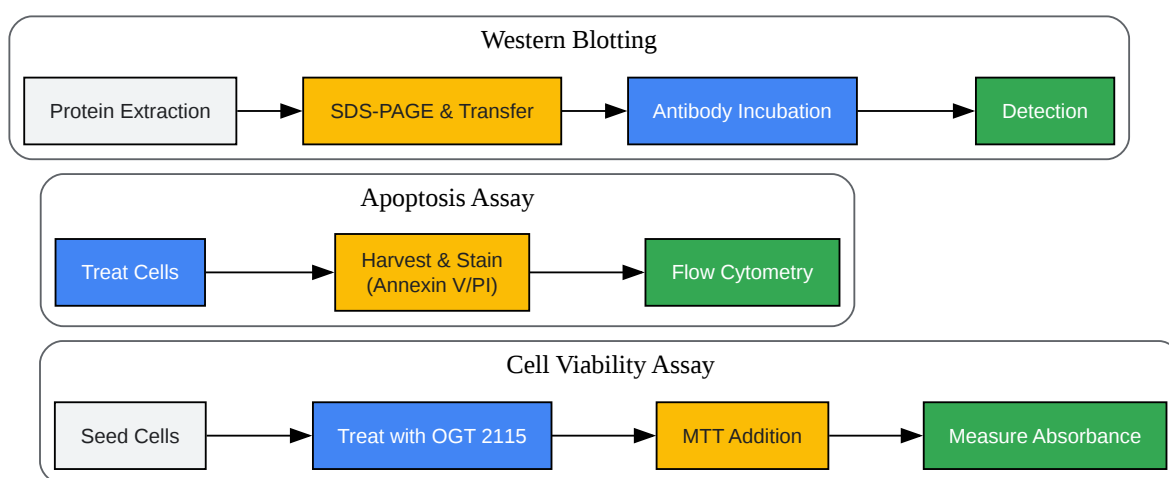 Western Blotting
Protein Extraction
SDS-PAGE & Transfer
Antibody Incubation
Detection
Apoptosis Assay
Treat Cells
Harvest & Stain
(Annexin V/PI)
Flow Cytometry
Cell Viability Assay
Seed Cells
Treat with OGT 2115
MTT Addition
Measure Absorbance